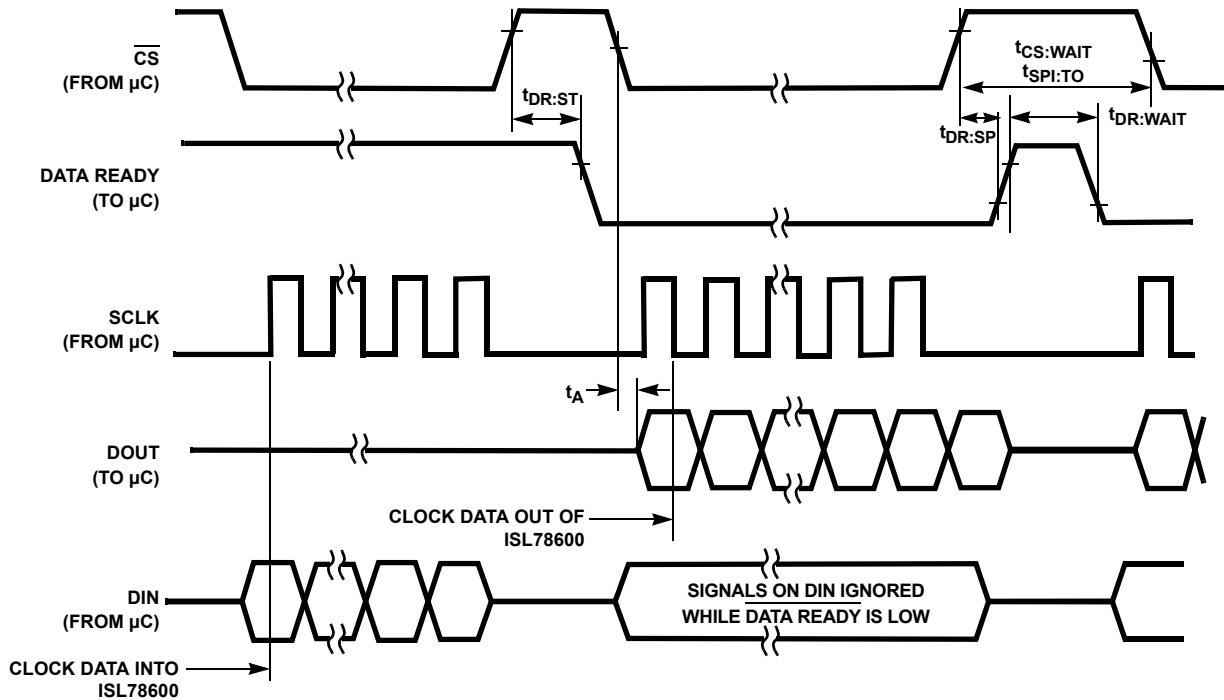 CS
(FROM µC)
tCS:WAIT
tSPI:TO
tDR:ST
tDR:WAIT
tDR:SP
DATA READY
(TO µC)
SCLK
(FROM µC)
tA
DOUT
(TO µC)
CLOCK DATA OUT OF
ISL78600
DIN
(FROM µC)
SIGNALS ON DIN IGNORED
WHILE DATA READY IS LOW
CLOCK DATA INTO
ISL78600